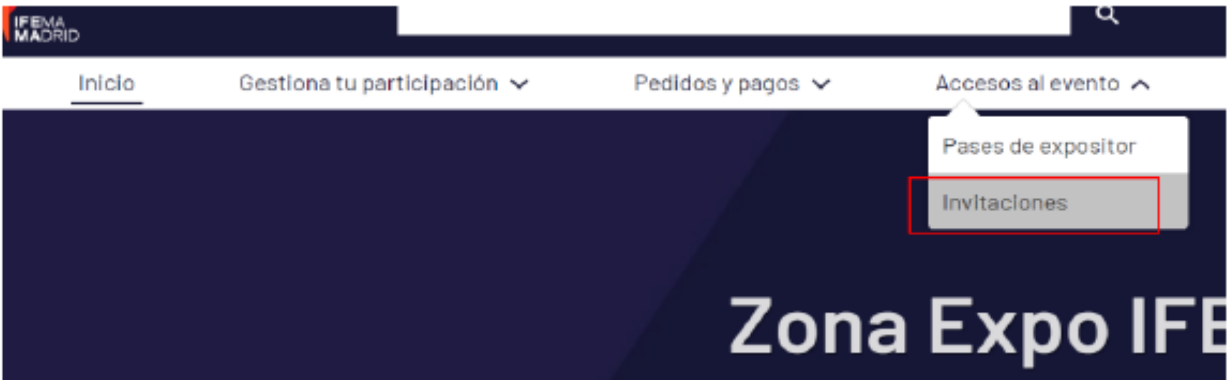 IFEMA
MADRID
Inicio
Gestiona tu participación
Pedidos y pagos
Accesos al evento
Pases de expositor
Invitaciones
Zona Expo IFE